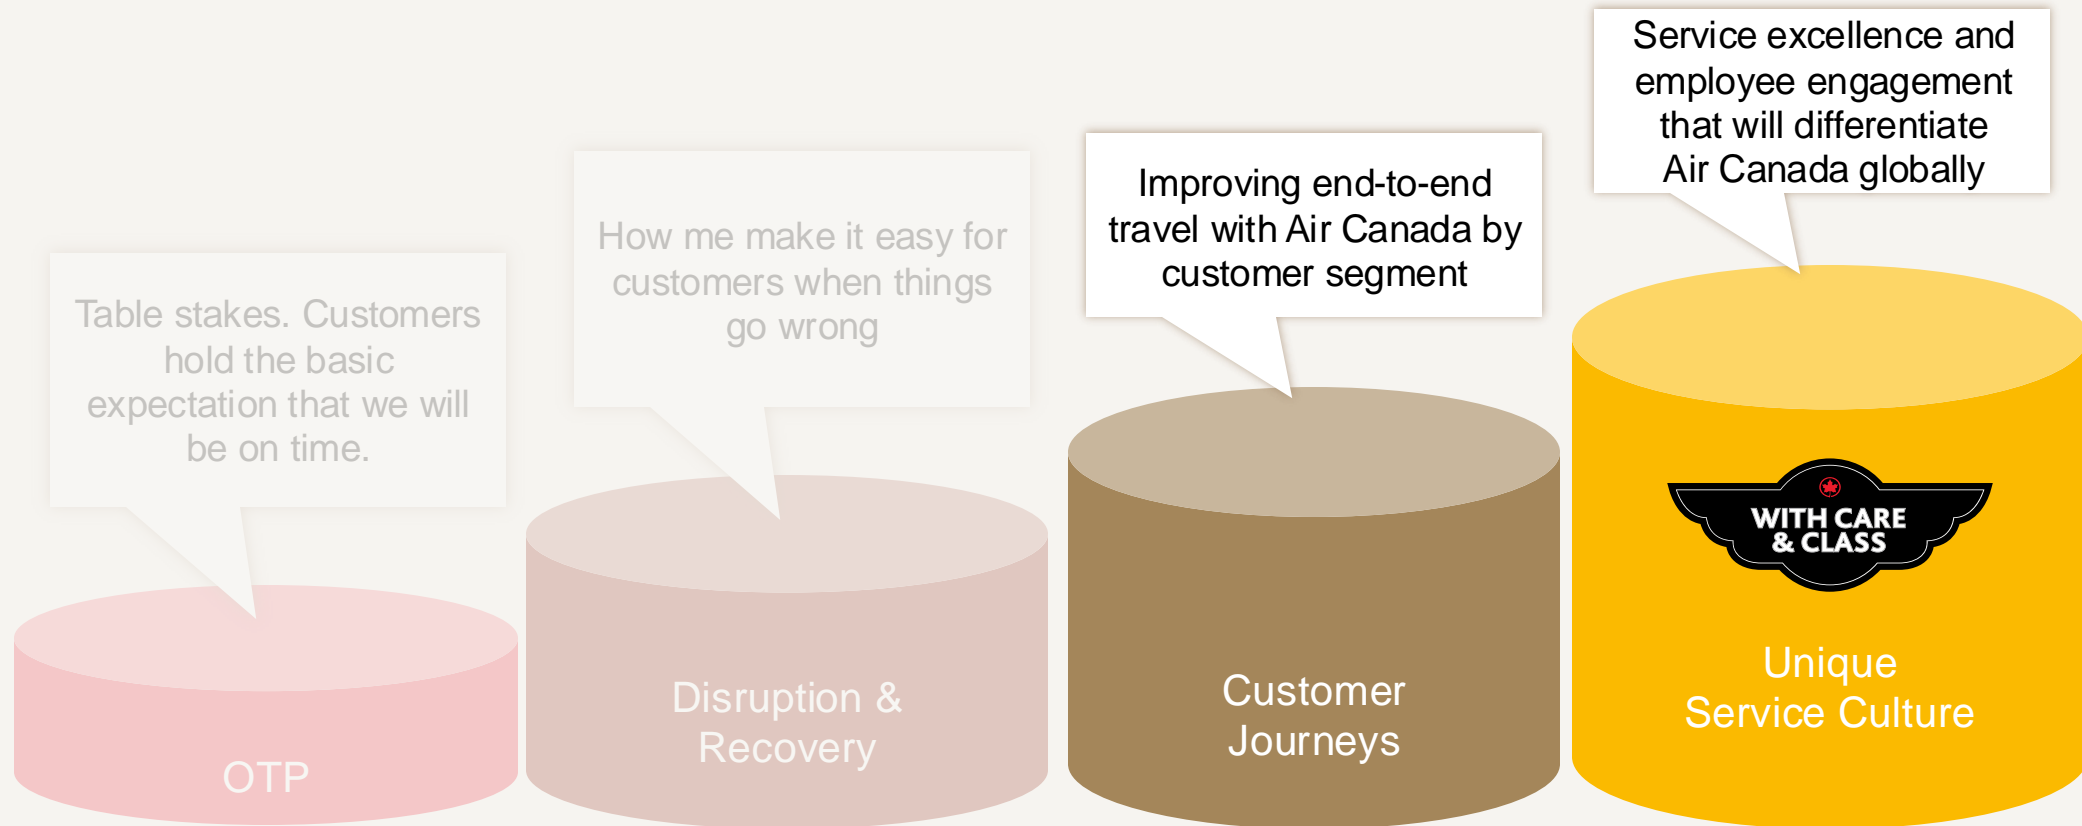 Table stakes. Customers
hold the basic
expectation that we will
be on time.
OTP
How me make it easy for
customers when things
go wrong
Disruption &
Recovery
Improving end-to-end
travel with Air Canada by
customer segment
Customer
Journeys
Service excellence and
employee engagement
that will differentiate
Air Canada globally
WITH CARE
& CLASS
Unique
Service Culture